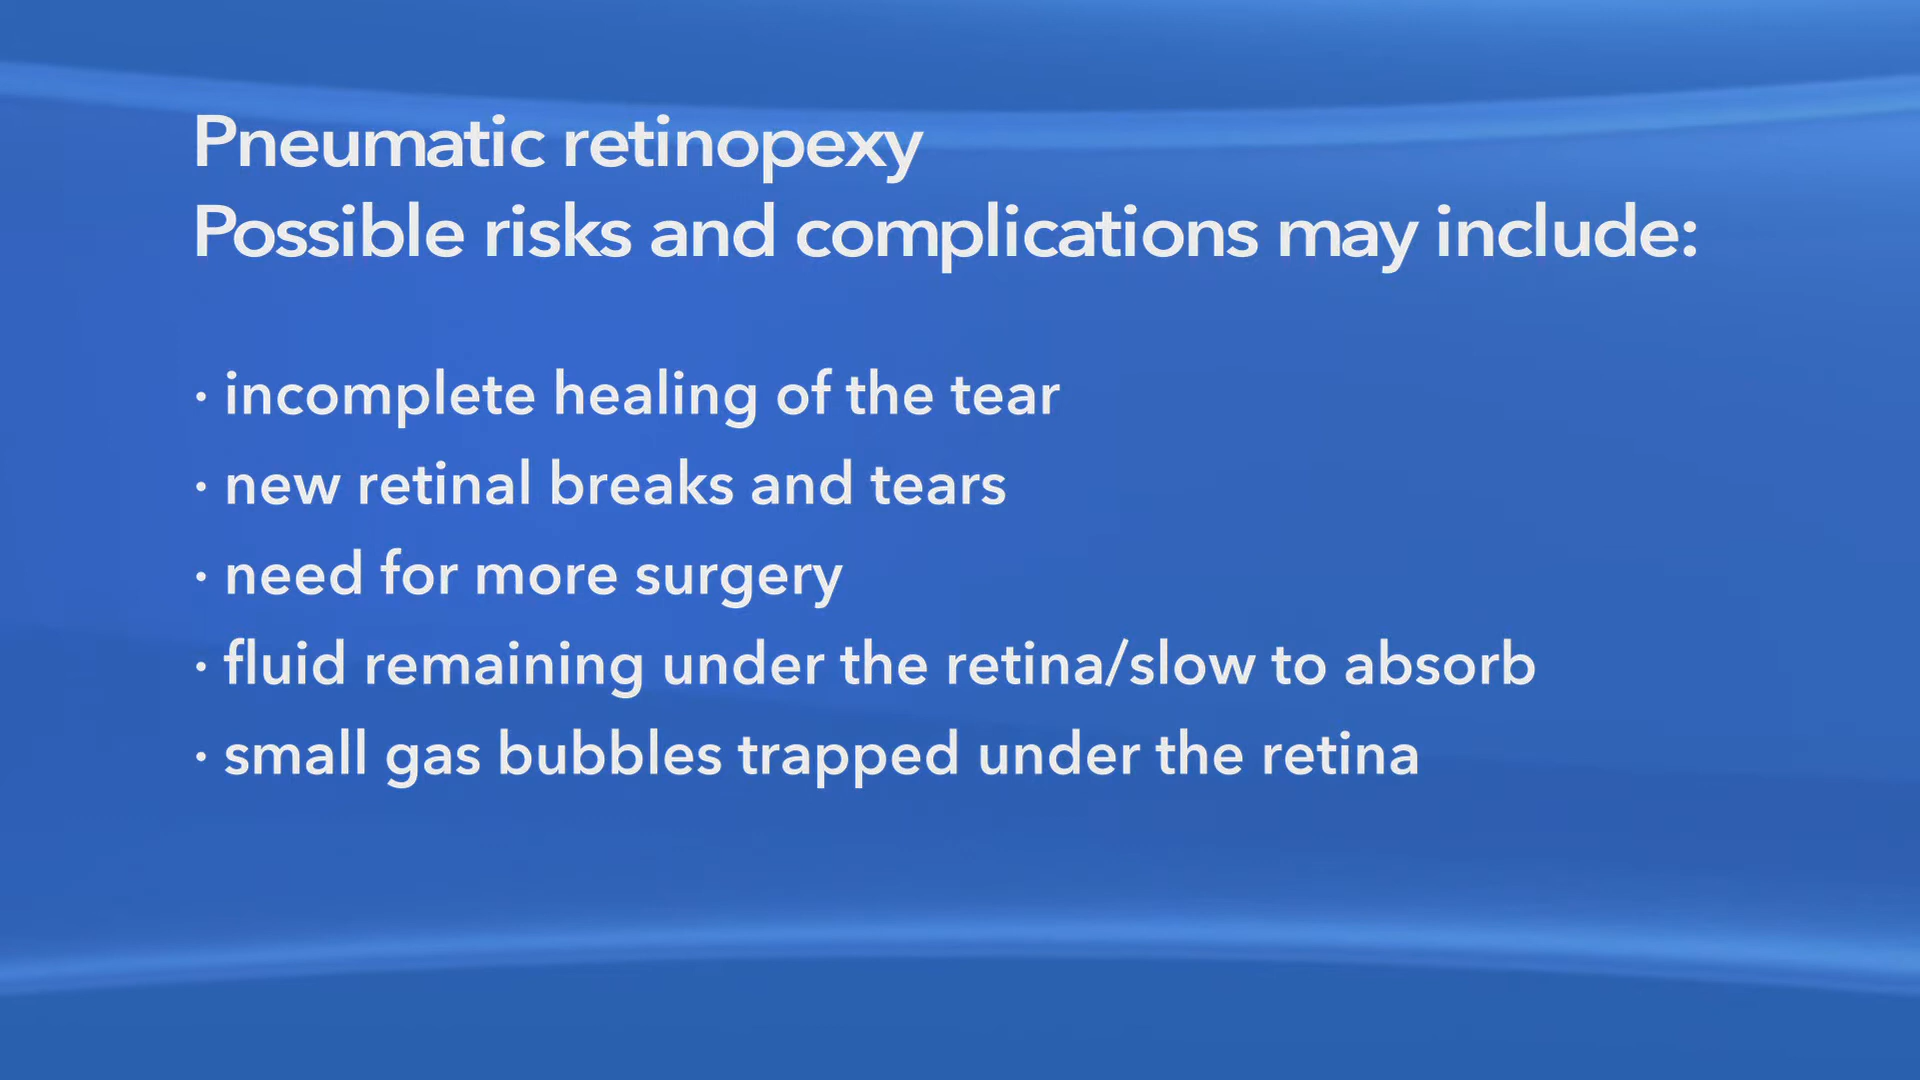 Pneumatic retinopexy
Possible risks and complications may include:
· incomplete healing of the tear
· new retinal breaks and tears
· need for more surgery
· fluid remaining under the retina/slow to absorb
· small gas bubbles trapped under the retina